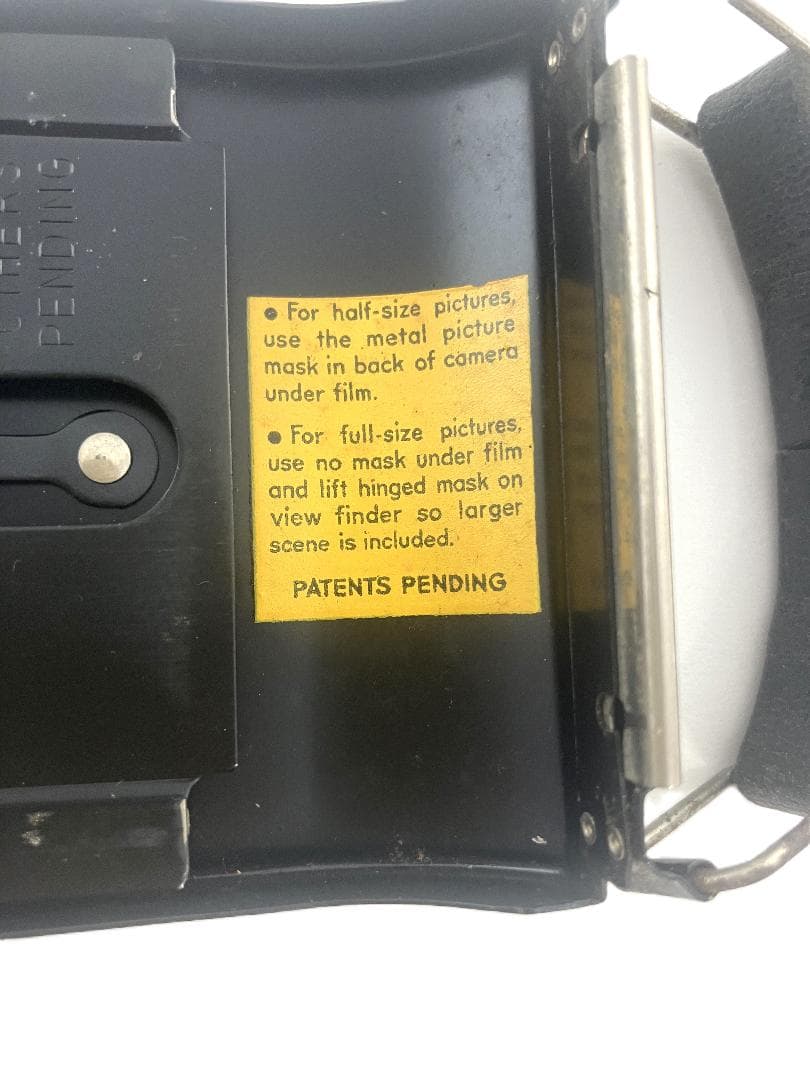 ● For half-size pictures,
use the metal picture
mask in back of camera
under film.
● For full-size pictures,
use no mask under film
and lift hinged mask on
view finder so larger
scene is included.
PATENTS PENDING
PENDING